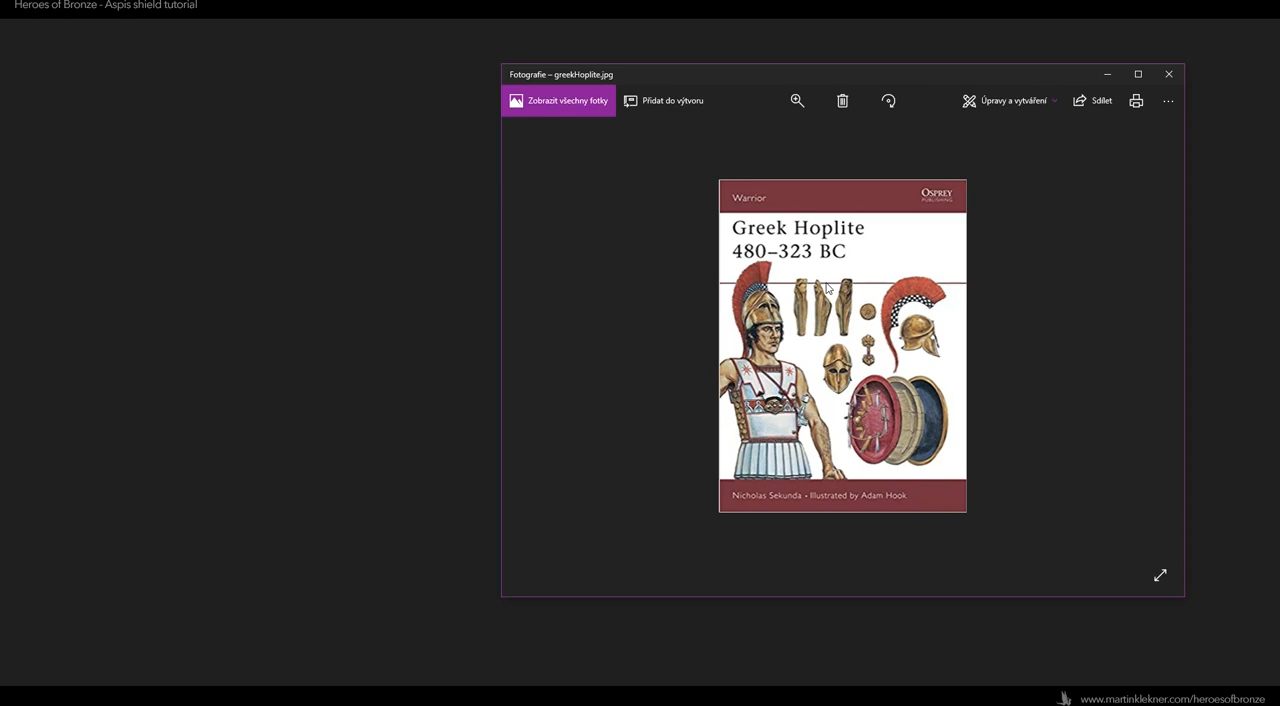 Heroes of Bronze - Aspis shield tutorial
Fotografie – greekHoplite.jpg
Zobrazit všechny fotky
Přidat do výtvoru
Úpravy a vytváření
Sdílet
Warrior
OSPREY
PUBLISHING
Greek Hoplite
480–323 BC
Nicholas Sekunda • Illustrated by Adam Hook
www.martinklekner.com/heroesofbronze